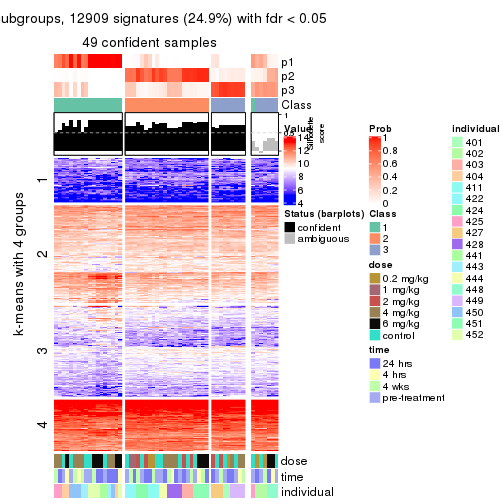 ubgroups, 12909 signatures (24.9%) with fdr < 0.05
49 confident samples
p1
p2
p3
Class
1
0.5
Silhouette
score
k-means with 4 groups
1
2
3
4
dose
time
individual
Value
14
12
10
8
6
4
Status (barplots)
confident
ambiguous
Prob
1
0.8
0.6
0.4
0.2
0
Class
1
2
3
dose
0.2 mg/kg
1 mg/kg
2 mg/kg
4 mg/kg
6 mg/kg
control
time
24 hrs
4 hrs
4 wks
pre-treatment
individual
401
402
403
404
411
422
424
425
427
428
441
443
444
448
449
450
451
452